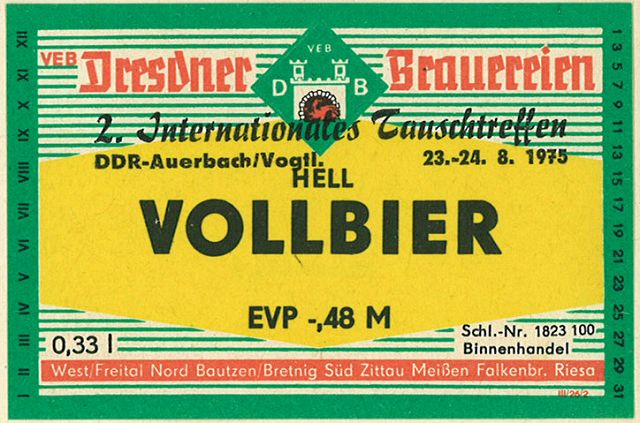 VEB Dresdner Brauereien
VEB
D B
2. Internationales Tauschtreffen
DDR-Auerbach/Vogtl. 23.-24. 8. 1975
HELL
VOLLBIER
EVP -,48 M
0,33 l
Schl.-Nr. 1823 100
Binnenhandel
West/Freital Nord Bautzen/Bretnig Süd Zittau Meißen Falkenbr. Riesa
III/26/2
XII
XI
X
IX
VIII
VII
VI
V
IV
III
II
I
1 3 5 7 9 11 13 15 17 19 21 23 25 27 29 31